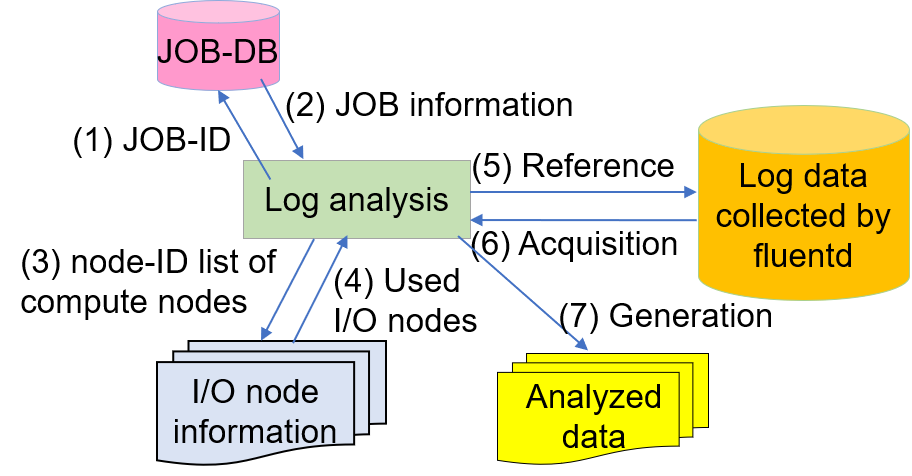 JOB-DB
(2) JOB information
(1) JOB-ID
(5) Reference
Log analysis
Log data
collected by
fluentd
(6) Acquisition
(3) node-ID list of
compute nodes
(4) Used
I/O nodes
(7) Generation
I/O node
information
Analyzed
data